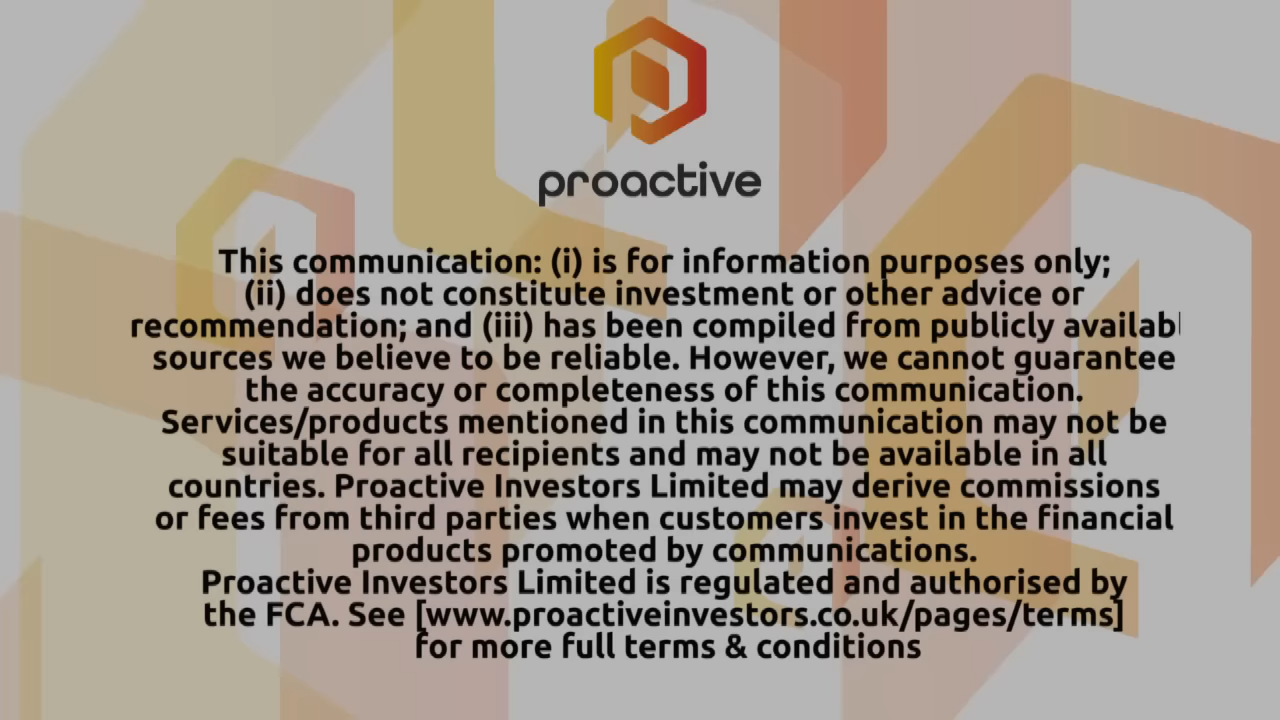 proactive
This communication: (i) is for information purposes only;
(ii) does not constitute investment or other advice or
recommendation; and (iii) has been compiled from publicly availabl
sources we believe to be reliable. However, we cannot guarantee
the accuracy or completeness of this communication.
Services/products mentioned in this communication may not be
suitable for all recipients and may not be available in all
countries. Proactive Investors Limited may derive commissions
or fees from third parties when customers invest in the financial
products promoted by communications.
Proactive Investors Limited is regulated and authorised by
the FCA. See [www.proactiveinvestors.co.uk/pages/terms]
for more full terms & conditions